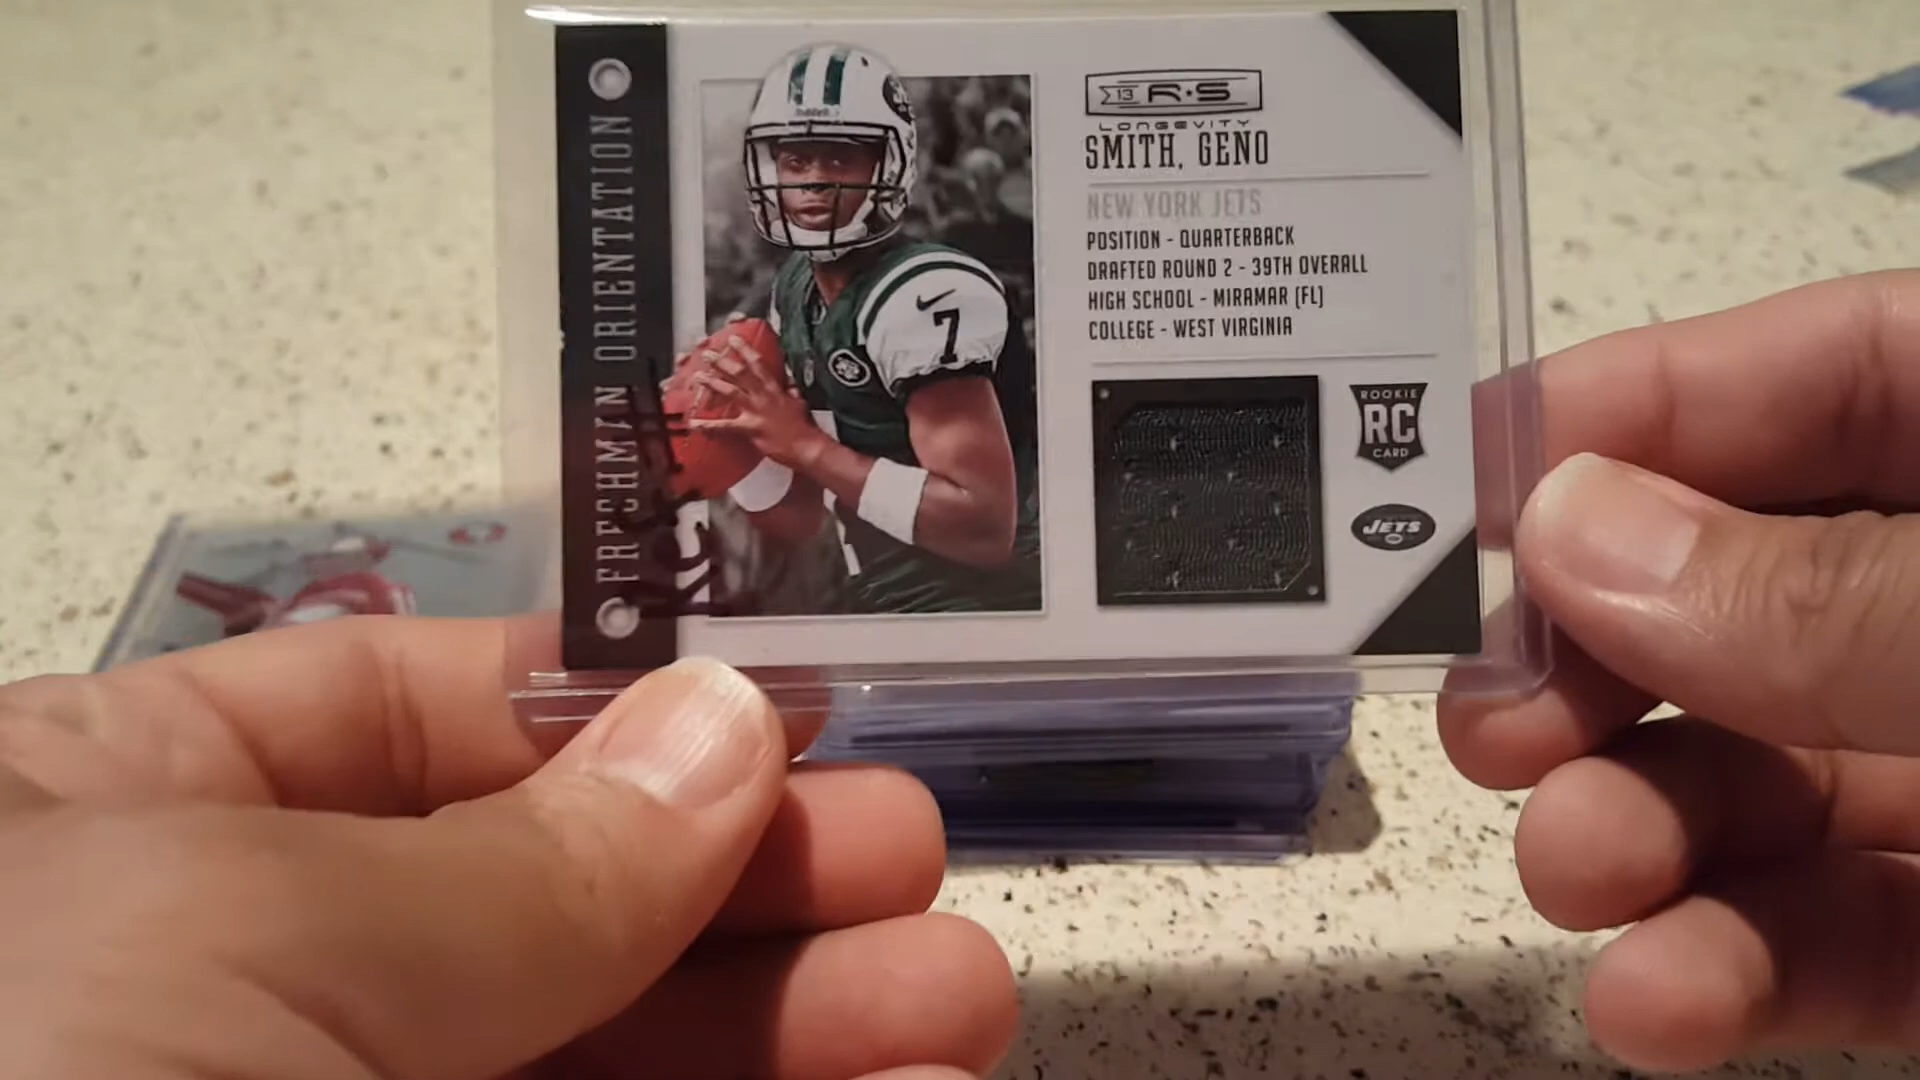 FRESHMAN ORIENTATION
Riddell
7
13 R·S
LONGEVITY
SMITH, GENO
NEW YORK JETS
POSITION - QUARTERBACK
DRAFTED ROUND 2 - 39TH OVERALL
HIGH SCHOOL - MIRAMAR (FL)
COLLEGE - WEST VIRGINIA
ROOKIE
RC
CARD
JETS